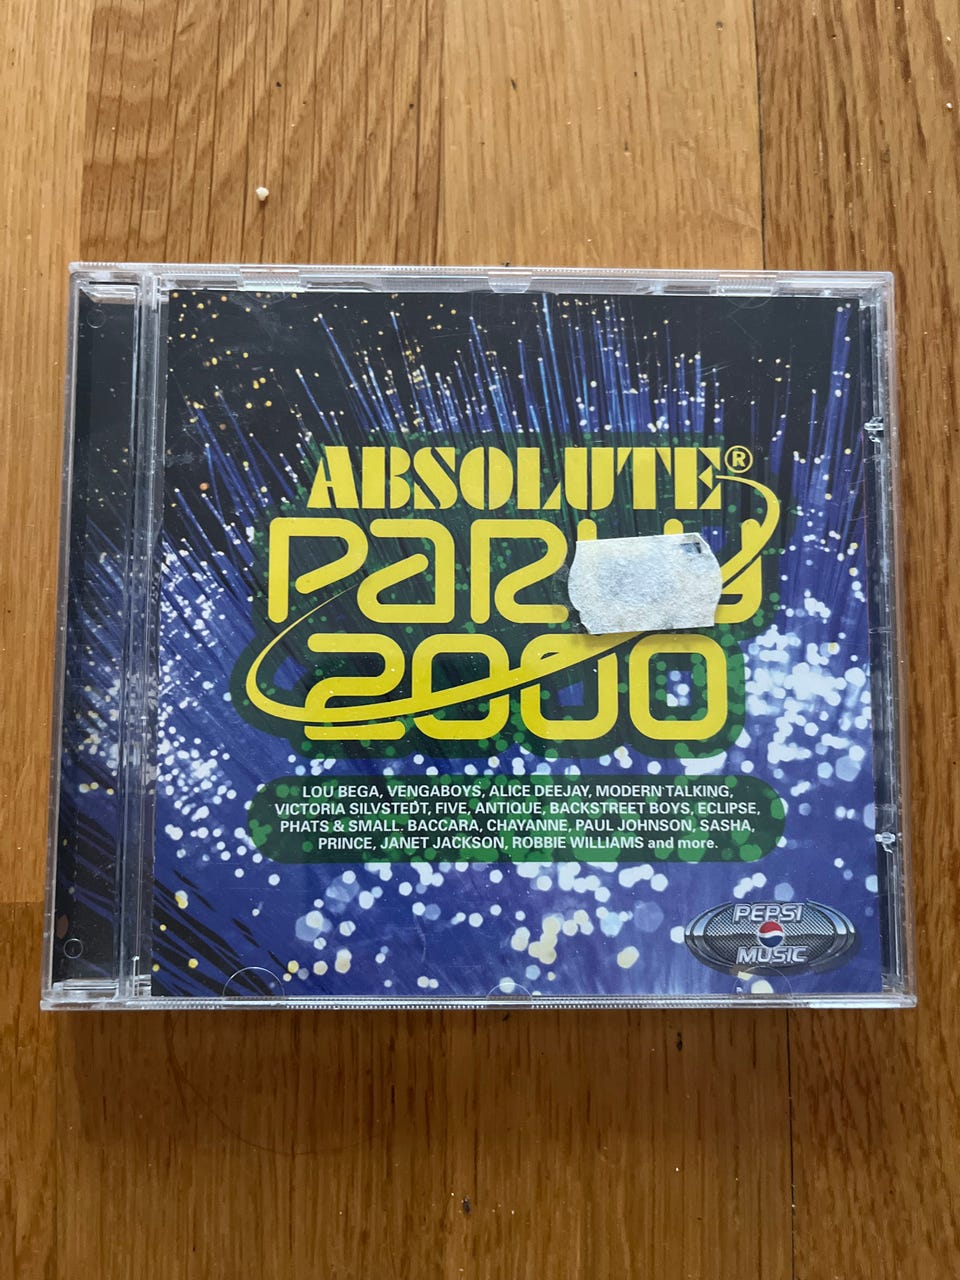 ABSOLUTE®
PARTY
2000
LOU BEGA, VENGABOYS, ALICE DEEJAY, MODERN TALKING,
VICTORIA SILVSTEDT, FIVE, ANTIQUE, BACKSTREET BOYS, ECLIPSE,
PHATS & SMALL. BACCARA, CHAYANNE, PAUL JOHNSON, SASHA,
PRINCE, JANET JACKSON, ROBBIE WILLIAMS and more.
PEPSI
MUSIC